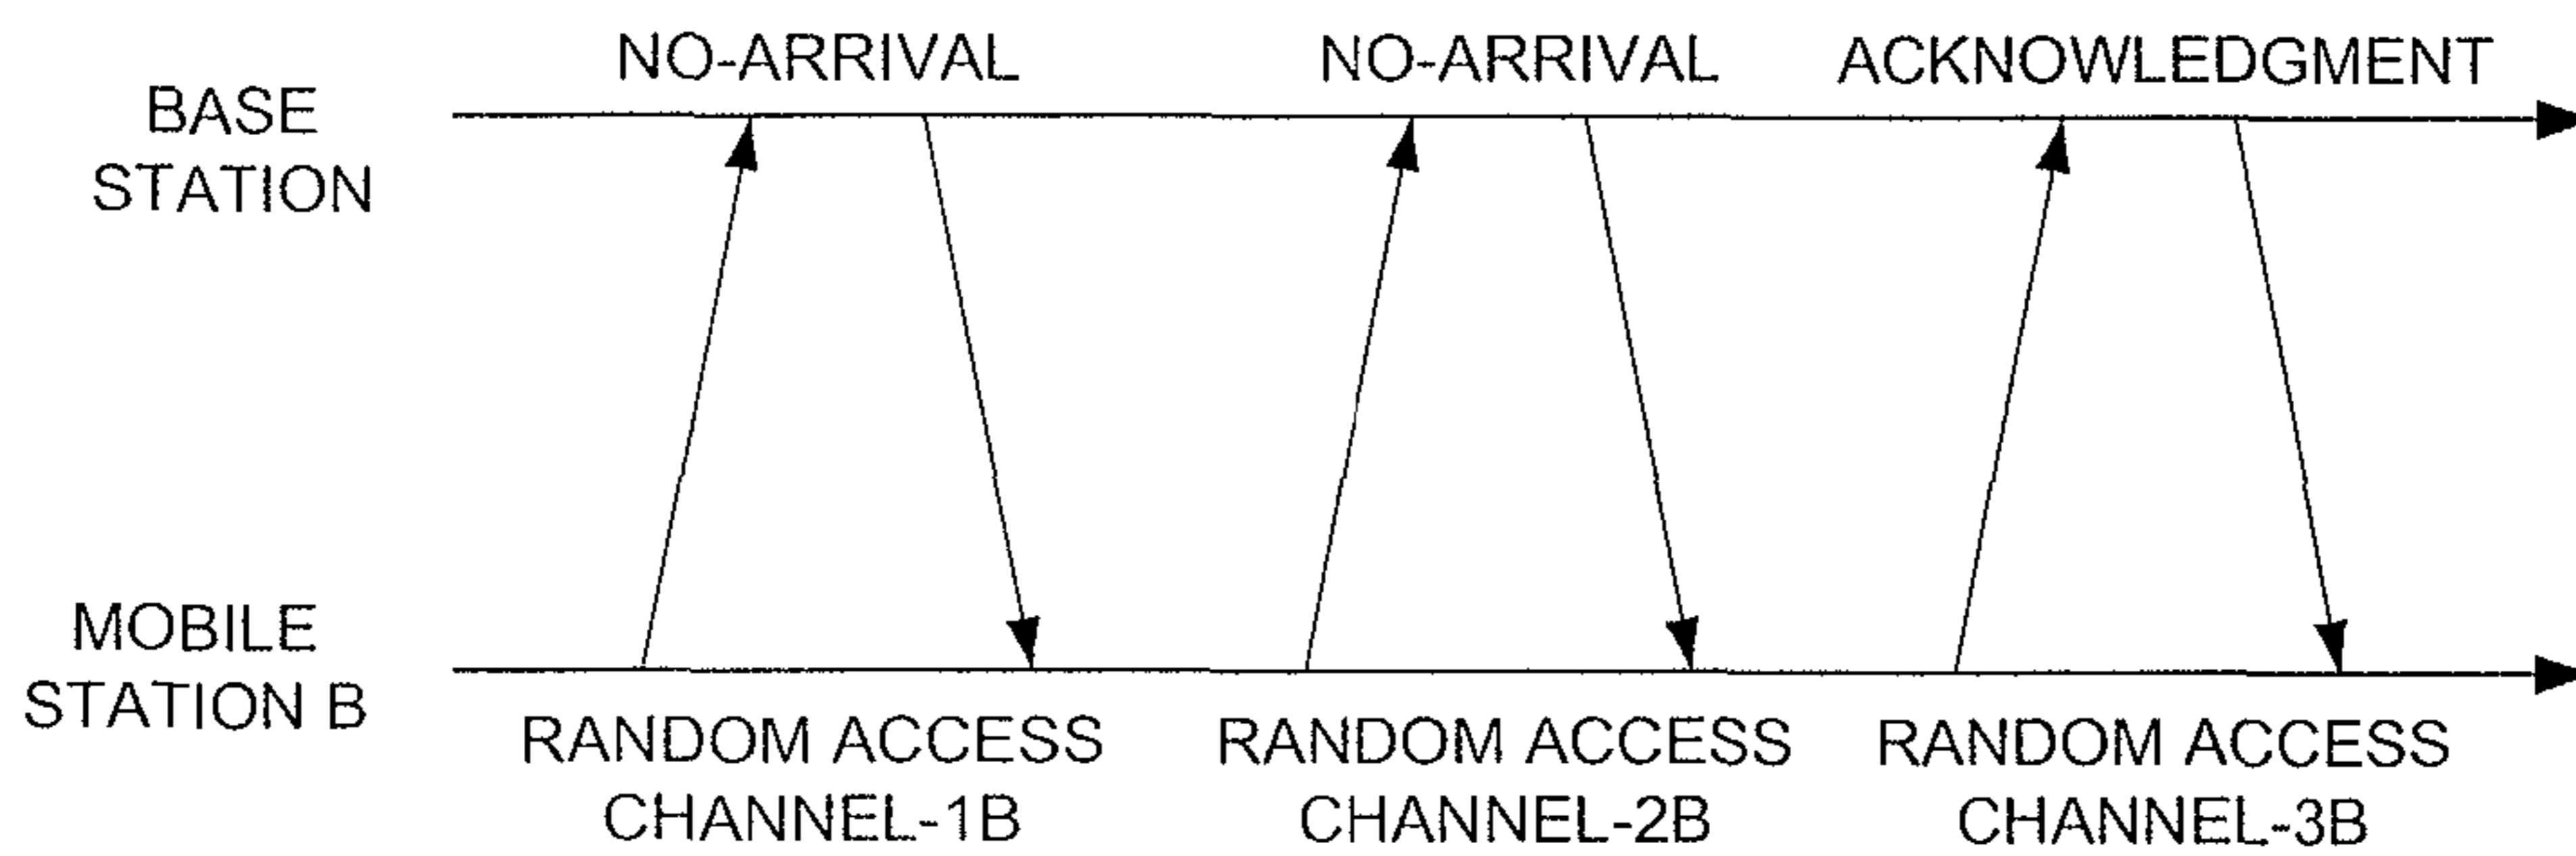 NO-ARRIVAL
NO-ARRIVAL
ACKNOWLEDGMENT
BASE
STATION
MOBILE
STATION B
RANDOM ACCESS
CHANNEL-1B
RANDOM ACCESS
CHANNEL-2B
RANDOM ACCESS
CHANNEL-3B